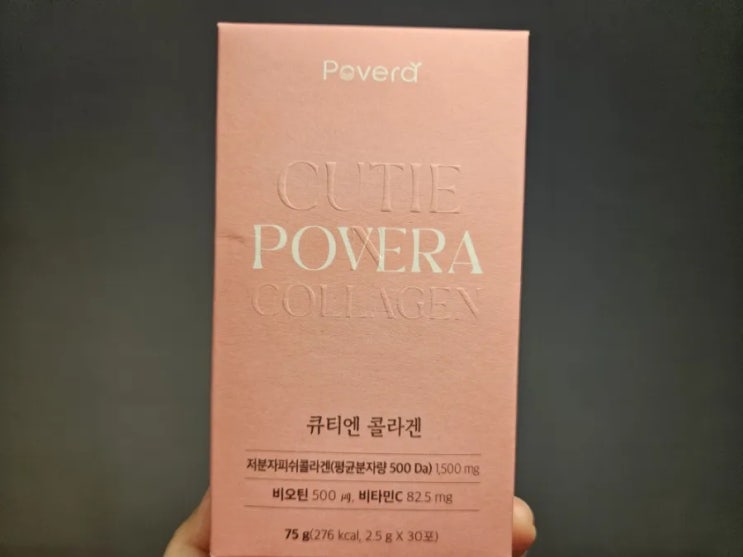 Povera
CUTIE
POVERA
N
COLLAGEN
큐티엔 콜라겐
저분자피쉬콜라겐(평균분자량 500 Da) 1,500 mg
비오틴 500 ㎍, 비타민C 82.5 mg
75 g(276 kcal, 2.5 g X 30포)